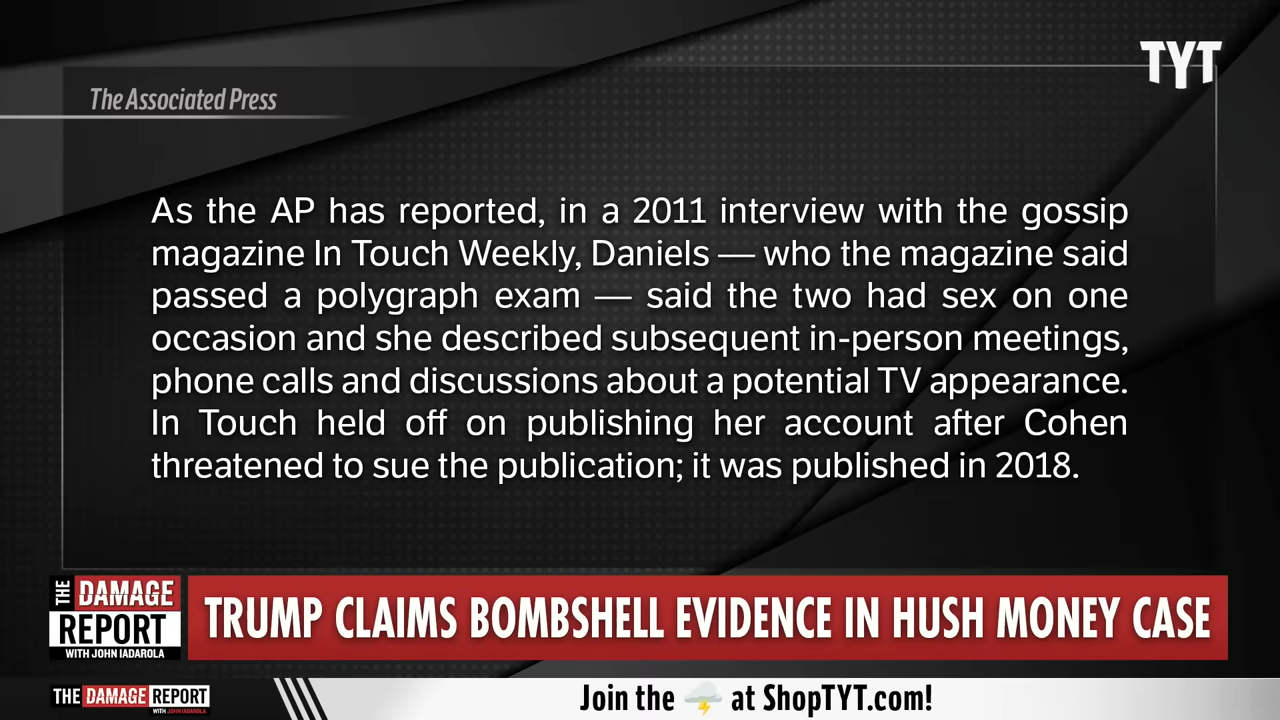 TYT
The Associated Press
As the AP has reported, in a 2011 interview with the gossip
magazine In Touch Weekly, Daniels — who the magazine said
passed a polygraph exam — said the two had sex on one
occasion and she described subsequent in-person meetings,
phone calls and discussions about a potential TV appearance.
In Touch held off on publishing her account after Cohen
threatened to sue the publication; it was published in 2018.
THE DAMAGE
REPORT
WITH JOHN IADAROLA
TRUMP CLAIMS BOMBSHELL EVIDENCE IN HUSH MONEY CASE
THE DAMAGE REPORT
WITH JOHN IADAROLA
Join the 🌩️ at ShopTYT.com!